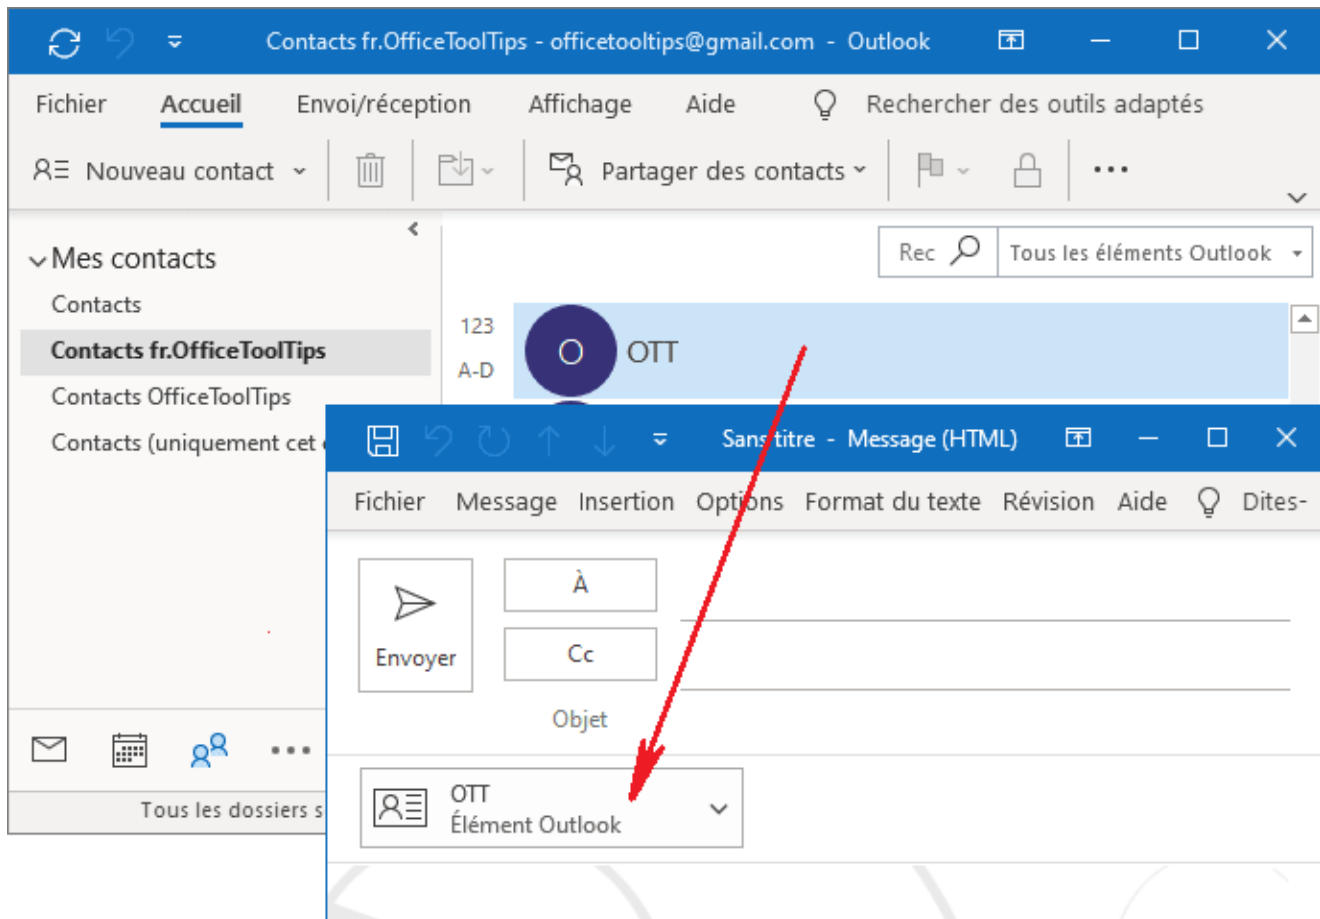 Contacts fr.OfficeToolTips - officetooltips@gmail.com - Outlook
Fichier Accueil Envoi/réception Affichage Aide Rechercher des outils adaptés
Nouveau contact Partager des contacts
Mes contacts
Rec Tous les éléments Outlook
Contacts
Contacts fr.OfficeToolTips
Contacts OfficeToolTips
Contacts (uniquement cet
123
A-D
O OTT
Sans titre - Message (HTML)
Fichier Message Insertion Options Format du texte Révision Aide Dites-
Envoyer
À
Cc
Objet
OTT
Élément Outlook
Tous les dossiers s